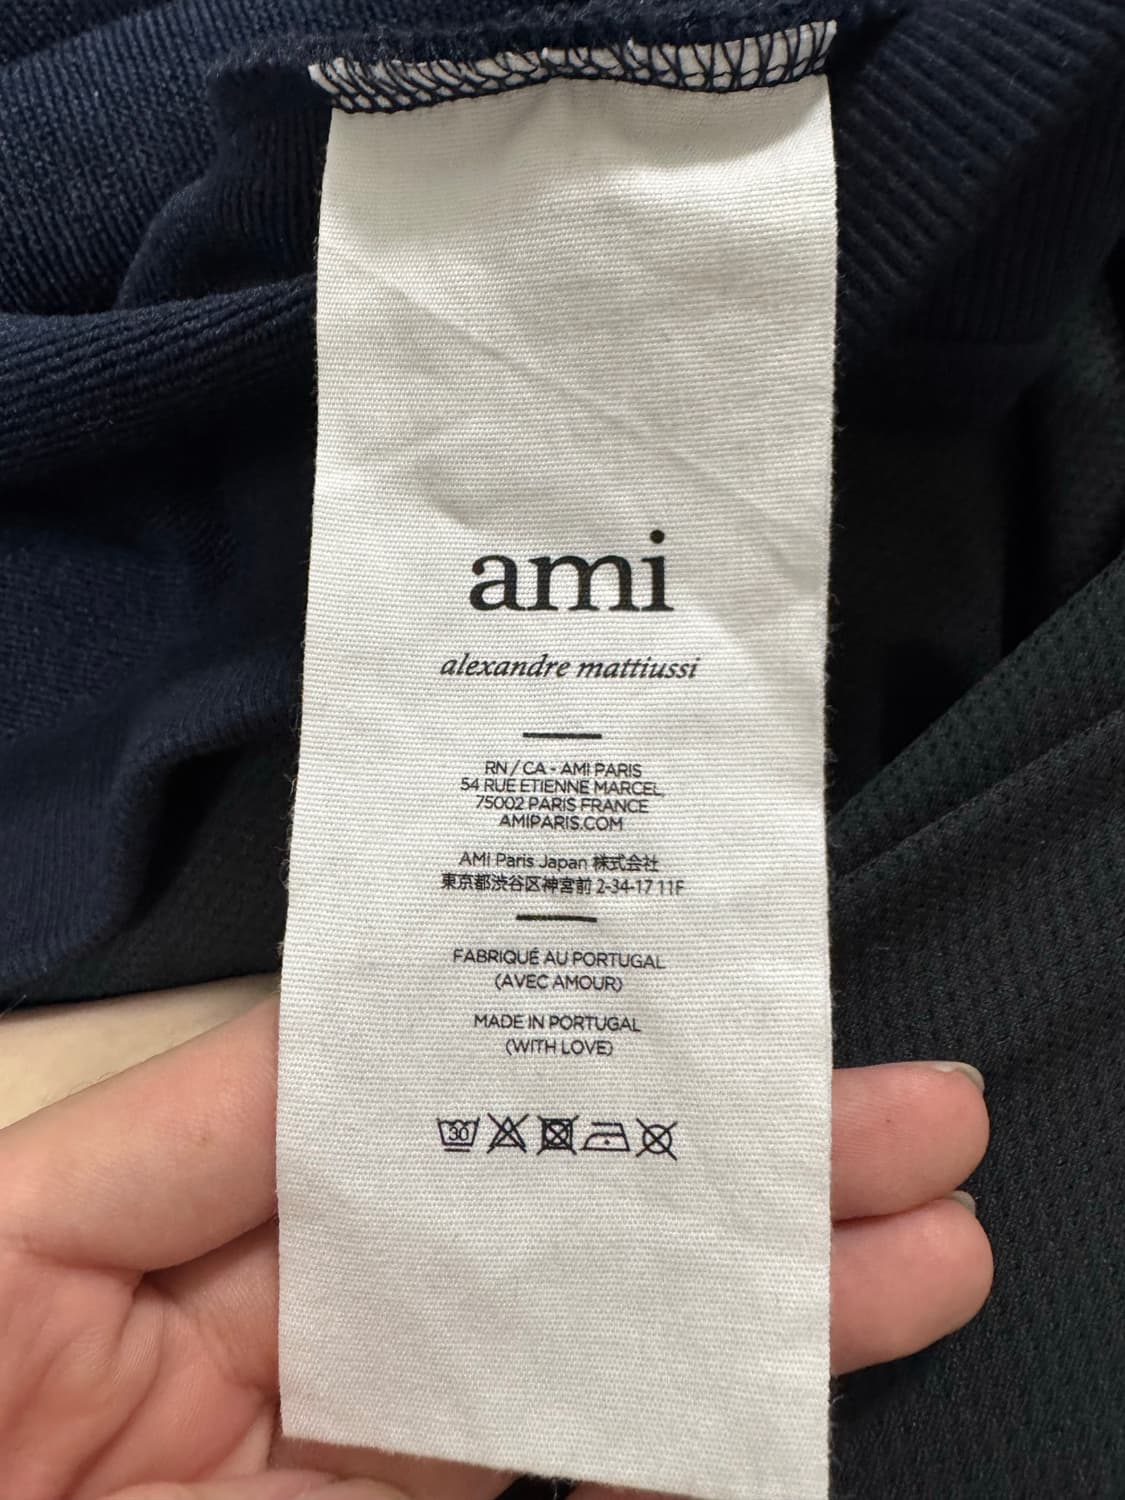 ami
alexandre mattiussi
RN / CA - AMI PARIS
54 RUE ETIENNE MARCEL,
75002 PARIS FRANCE
AMIPARIS.COM
AMI Paris Japan 株式会社
東京都渋谷区神宮前 2-34-17 11F
FABRIQUÉ AU PORTUGAL
(AVEC AMOUR)
MADE IN PORTUGAL
(WITH LOVE)
30